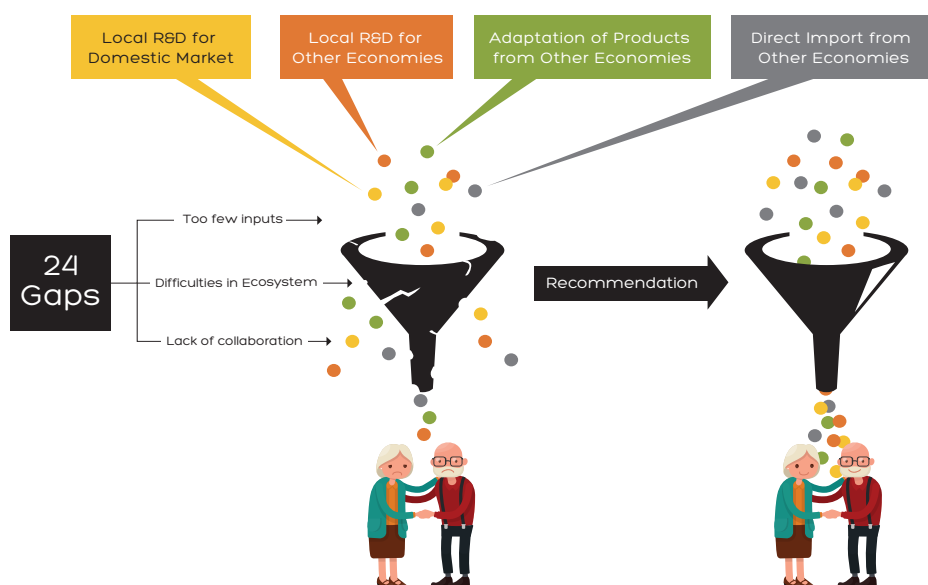 Local R&D for
Domestic Market
Local R&D for
Other Economies
Adaptation of Products
from Other Economies
Direct Import from
Other Economies
24
Gaps
Too few inputs
Difficulties in Ecosystem
Lack of collaboration
Recommendation